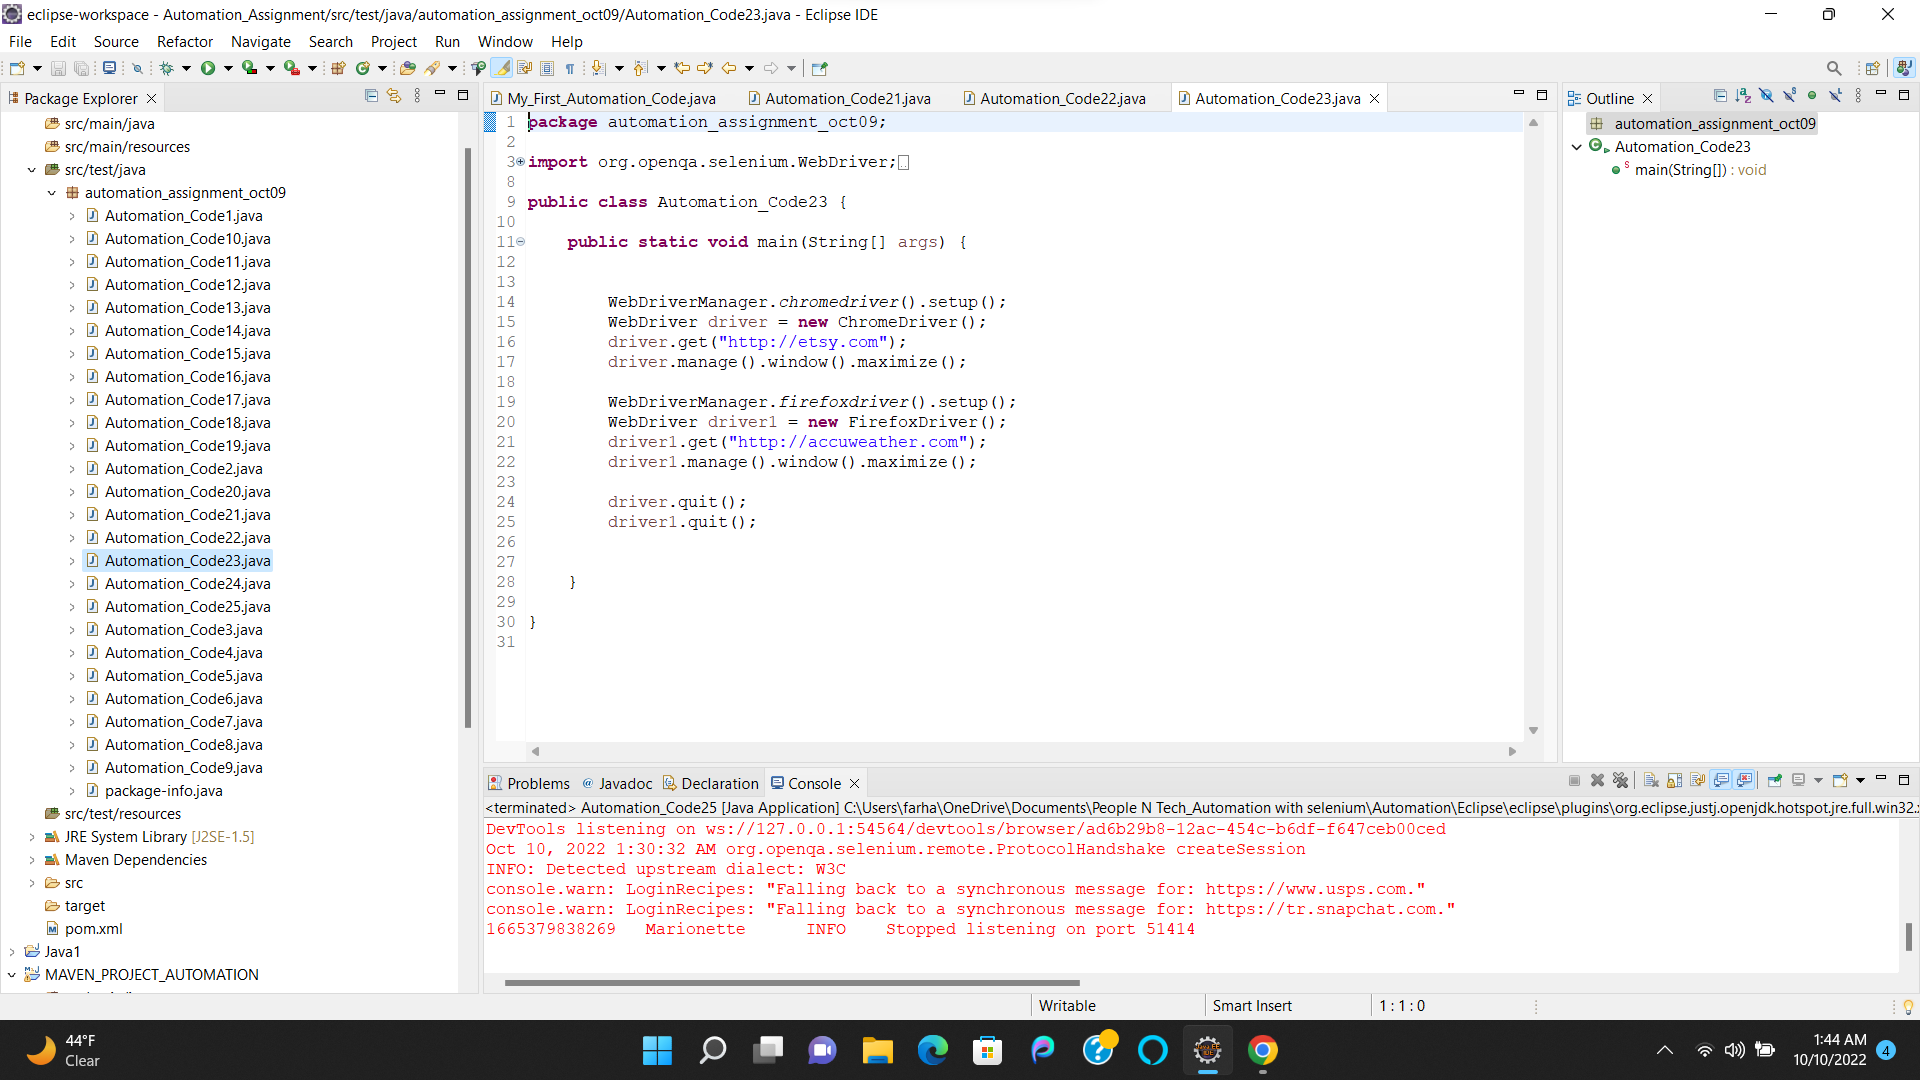 eclipse-workspace - Automation_Assignment/src/test/java/automation_assignment_oct09/Automation_Code23.java - Eclipse IDE
File Edit Source Refactor Navigate Search Project Run Window Help
Package Explorer
src/main/java
src/main/resources
src/test/java
automation_assignment_oct09
Automation_Code1.java
Automation_Code10.java
Automation_Code11.java
Automation_Code12.java
Automation_Code13.java
Automation_Code14.java
Automation_Code15.java
Automation_Code16.java
Automation_Code17.java
Automation_Code18.java
Automation_Code19.java
Automation_Code2.java
Automation_Code20.java
Automation_Code21.java
Automation_Code22.java
Automation_Code23.java
Automation_Code24.java
Automation_Code25.java
Automation_Code3.java
Automation_Code4.java
Automation_Code5.java
Automation_Code6.java
Automation_Code7.java
Automation_Code8.java
Automation_Code9.java
package-info.java
src/test/resources
JRE System Library [J2SE-1.5]
Maven Dependencies
src
target
pom.xml
Java1
MAVEN_PROJECT_AUTOMATION
My_First_Automation_Code.java Automation_Code21.java Automation_Code22.java Automation_Code23.java
1 package automation_assignment_oct09;
2
3 import org.openqa.selenium.WebDriver;
8
9 public class Automation_Code23 {
10
11 public static void main(String[] args) {
12
13
14 WebDriverManager.chromedriver().setup();
15 WebDriver driver = new ChromeDriver();
16 driver.get("http://etsy.com");
17 driver.manage().window().maximize();
18
19 WebDriverManager.firefoxdriver().setup();
20 WebDriver driver1 = new FirefoxDriver();
21 driver1.get("http://accuweather.com");
22 driver1.manage().window().maximize();
23
24 driver.quit();
25 driver1.quit();
26
27
28 }
29
30 }
31
Outline
automation_assignment_oct09
Automation_Code23
main(String[]) : void
Problems Javadoc Declaration Console
<terminated> Automation_Code25 [Java Application] C:\Users\farha\OneDrive\Documents\People N Tech_Automation with selenium\Automation\Eclipse\eclipse\plugins\org.eclipse.justj.openjdk.hotspot.jre.full.win32.
DevTools listening on ws://127.0.0.1:54564/devtools/browser/ad6b29b8-12ac-454c-b6df-f647ceb00ced
Oct 10, 2022 1:30:32 AM org.openqa.selenium.remote.ProtocolHandshake createSession
INFO: Detected upstream dialect: W3C
console.warn: LoginRecipes: "Falling back to a synchronous message for: https://www.usps.com."
console.warn: LoginRecipes: "Falling back to a synchronous message for: https://tr.snapchat.com."
1665379838269 Marionette INFO Stopped listening on port 51414
Writable Smart Insert 1 : 1 : 0
44°F
Clear
1:44 AM
10/10/2022
4